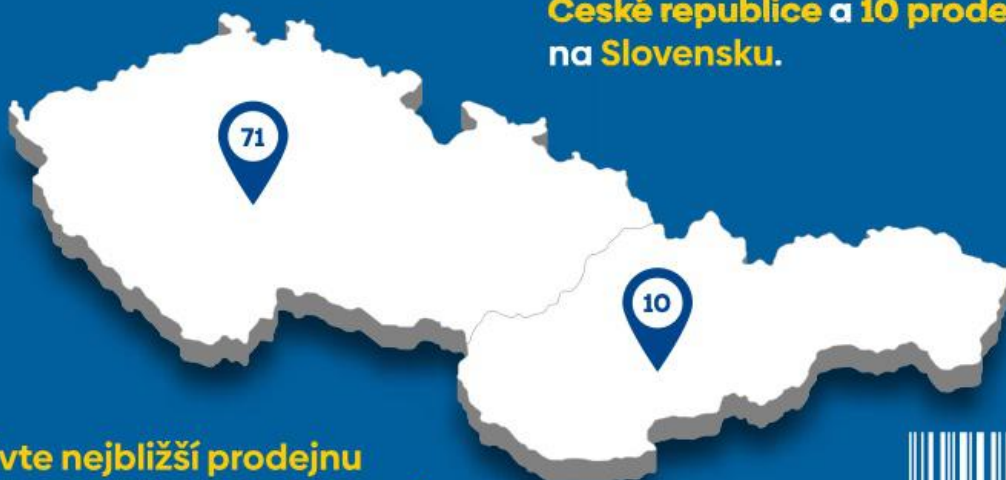 České republice a 10 prode
na Slovensku.
71
10
vte nejbližší prodejnu